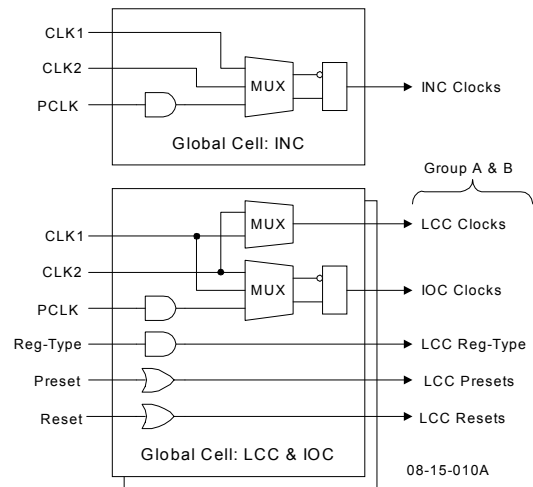 CLK1
CLK2
MUX
INC Clocks
PCLK
Global Cell: INC
Group A & B
MUX
LCC Clocks
CLK1
CLK2
MUX
IOC Clocks
PCLK
Reg-Type
LCC Reg-Type
Preset
LCC Presets
Reset
LCC Resets
Global Cell: LCC & IOC
08-15-010A